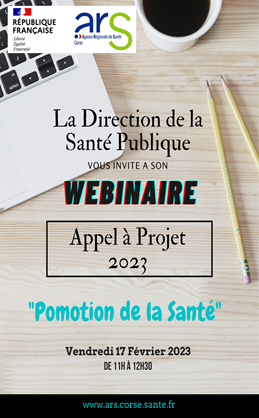 RÉPUBLIQUE
FRANÇAISE
Liberté
Égalité
Fraternité
ars
Agence Régionale de Santé
Corse
La Direction de la
Santé Publique
VOUS INVITE A SON
WEBINAIRE
Appel à Projet
2023
"Pomotion de la Santé"
Vendredi 17 Février 2023
DE 11H À 12H30
www.ars.corse.sante.fr